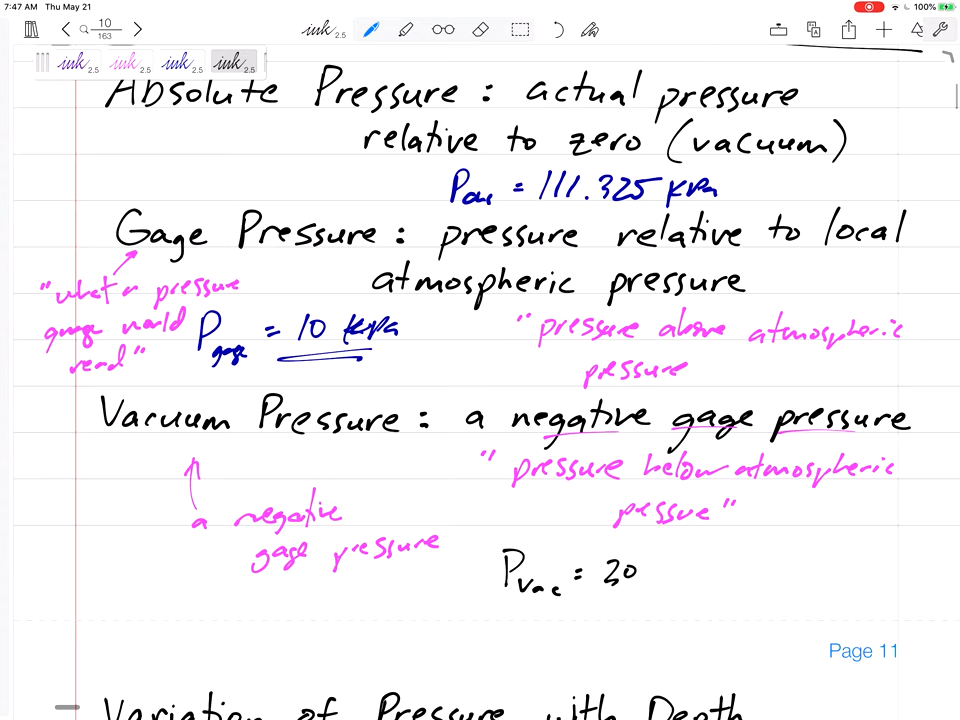 7:47 AM Thu May 21
100%
10
163
ink 2.5
ink 2.5 ink 2.5 ink 2.5 ink 2.5
Absolute Pressure : actual pressure
relative to zero (vacuum)
= 111.325 kPa
Gage Pressure : pressure relative to local
atmospheric pressure
"what a pressure
gauge would
read"
Pgage = 10 kPa
"pressure above atmospheric
pressure
Vacuum Pressure : a negative gage pressure
"pressure below atmospheric
pressue"
a negative
gage pressure
Pvac = 30
Page 11
Variation of Pressure with Depth